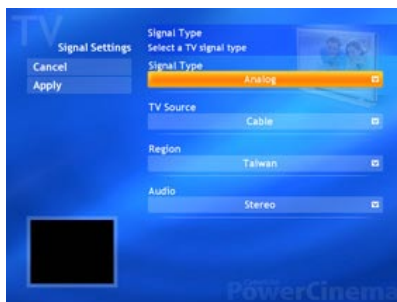 TV
Signal Settings
Cancel
Apply
Signal Type
Select a TV signal type
Signal Type
Analog
TV Source
Cable
Region
Taiwan
Audio
Stereo
PowerCinema